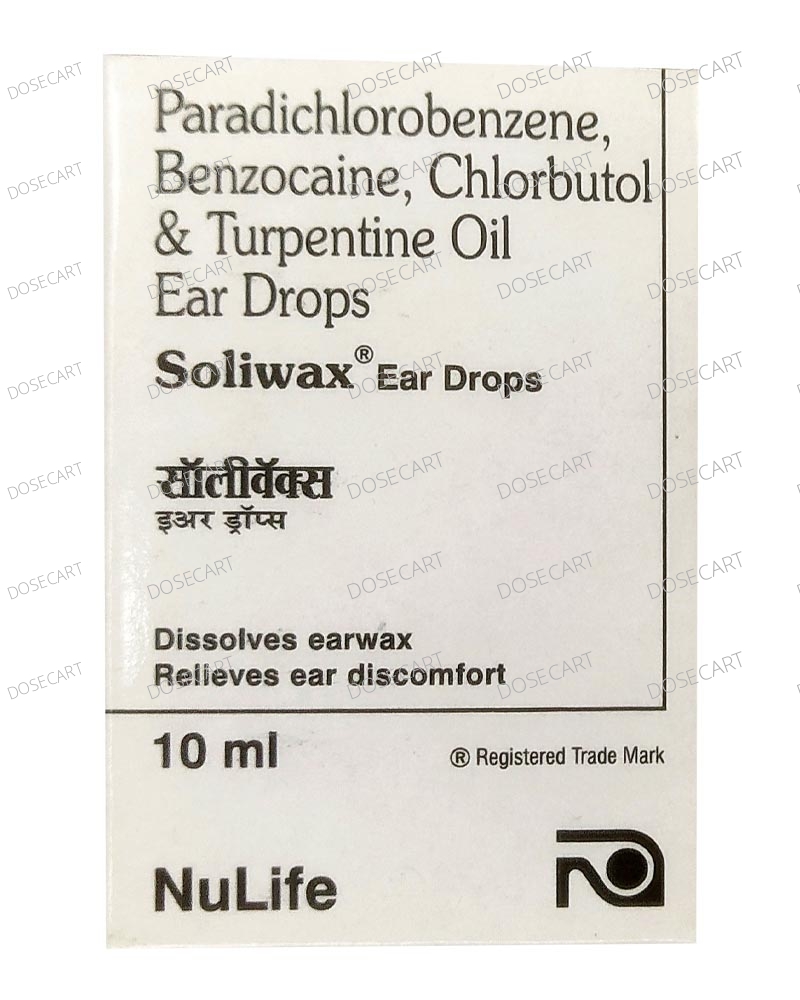 Paradichlorobenzene,
Benzocaine, Chlorbutol
& Turpentine Oil
Ear Drops
Soliwax® Ear Drops
सॉलीवॅक्स
इअर ड्रॉप्स
Dissolves earwax
Relieves ear discomfort
10 ml
® Registered Trade Mark
NuLife
DOSECART